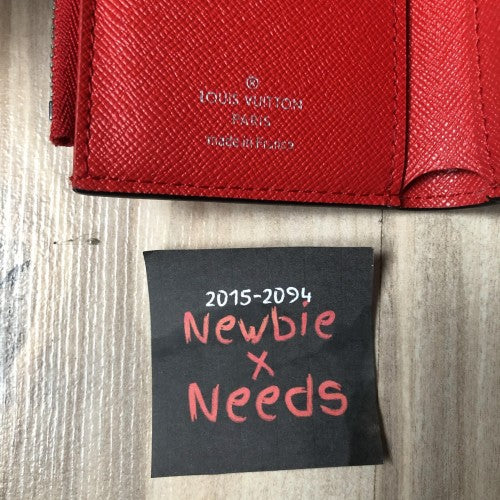 LOUIS VUITTON
PARIS
made in France
2015-2094
Newbie
x
Needs